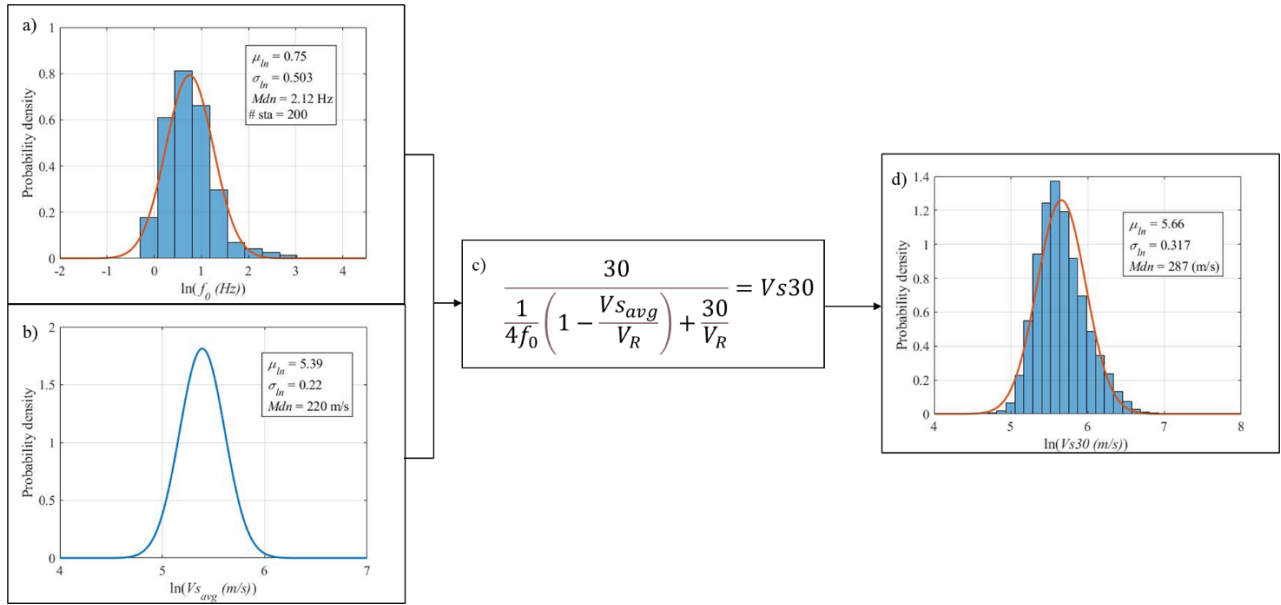 a)
1
0.8
0.6
0.4
0.2
0
Probability density
μln = 0.75
σln = 0.503
Mdn = 2.12 Hz
# sta = 200
-2 -1 0 1 2 3 4
ln(f0 (Hz))
b)
2
1.5
1
0.5
0
Probability density
μln = 5.39
σln = 0.22
Mdn = 220 m/s
4 5 6 7
ln(Vsavg (m/s))
c)
30
1/4f0 (1 − Vsavg/VR) + 30/VR = Vs30
d)
1.4
1.2
1
0.8
0.6
0.4
0.2
0
Probability density
μln = 5.66
σln = 0.317
Mdn = 287 (m/s)
4 5 6 7 8
ln(Vs30 (m/s))